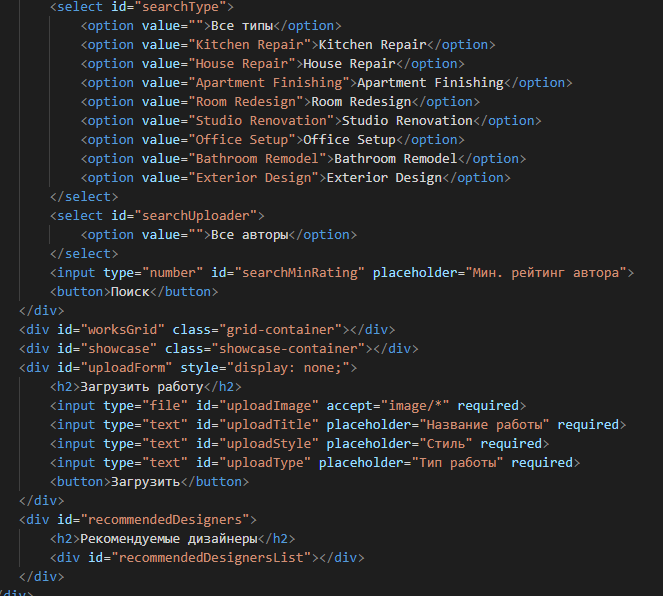 <select id="searchType">
<option value="">Все типы</option>
<option value="Kitchen Repair">Kitchen Repair</option>
<option value="House Repair">House Repair</option>
<option value="Apartment Finishing">Apartment Finishing</option>
<option value="Room Redesign">Room Redesign</option>
<option value="Studio Renovation">Studio Renovation</option>
<option value="Office Setup">Office Setup</option>
<option value="Bathroom Remodel">Bathroom Remodel</option>
<option value="Exterior Design">Exterior Design</option>
</select>
<select id="searchUploader">
<option value="">Все авторы</option>
</select>
<input type="number" id="searchMinRating" placeholder="Мин. рейтинг автора">
<button>Поиск</button>
</div>
<div id="worksGrid" class="grid-container"></div>
<div id="showcase" class="showcase-container"></div>
<div id="uploadForm" style="display: none;">
<h2>Загрузить работу</h2>
<input type="file" id="uploadImage" accept="image/*" required>
<input type="text" id="uploadTitle" placeholder="Название работы" required>
<input type="text" id="uploadStyle" placeholder="Стиль" required>
<input type="text" id="uploadType" placeholder="Тип работы" required>
<button>Загрузить</button>
</div>
<div id="recommendedDesigners">
<h2>Рекомендуемые дизайнеры</h2>
<div id="recommendedDesignersList"></div>
</div>
</div>